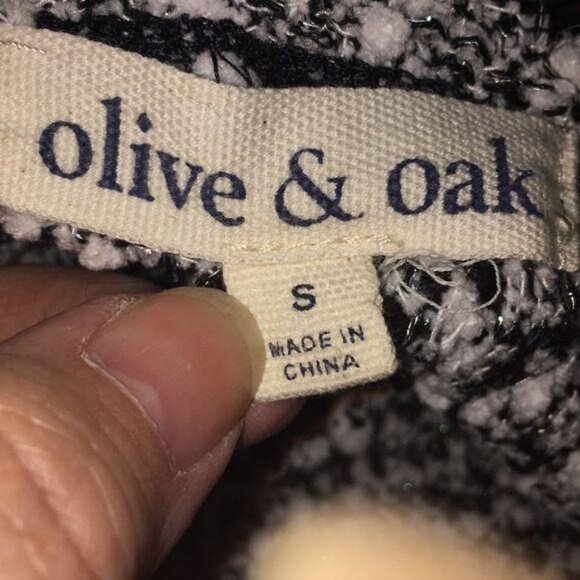 olive & oak
S
MADE IN
CHINA